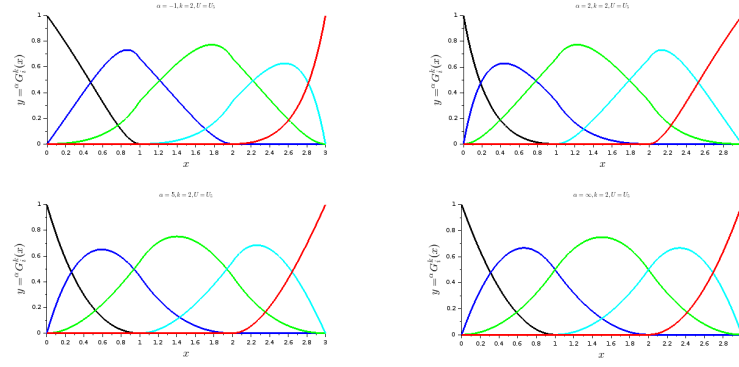 α = −1, k = 2, U = U₅
y = ᵅGᵢᵏ(x)
1
0.8
0.6
0.4
0.2
0
0 0.2 0.4 0.6 0.8 1 1.2 1.4 1.6 1.8 2 2.2 2.4 2.6 2.8 3
x
α = 2, k = 2, U = U₅
y = ᵅGᵢᵏ(x)
1
0.8
0.6
0.4
0.2
0
0 0.2 0.4 0.6 0.8 1 1.2 1.4 1.6 1.8 2 2.2 2.4 2.6 2.8
x
α = 5, k = 2, U = U₅
y = ᵅGᵢᵏ(x)
1
0.8
0.6
0.4
0.2
0
0 0.2 0.4 0.6 0.8 1 1.2 1.4 1.6 1.8 2 2.2 2.4 2.6 2.8 3
x
α = ∞, k = 2, U = U₅
y = ᵅGᵢᵏ(x)
1
0.8
0.6
0.4
0.2
0
0 0.2 0.4 0.6 0.8 1 1.2 1.4 1.6 1.8 2 2.2 2.4 2.6 2.8
x